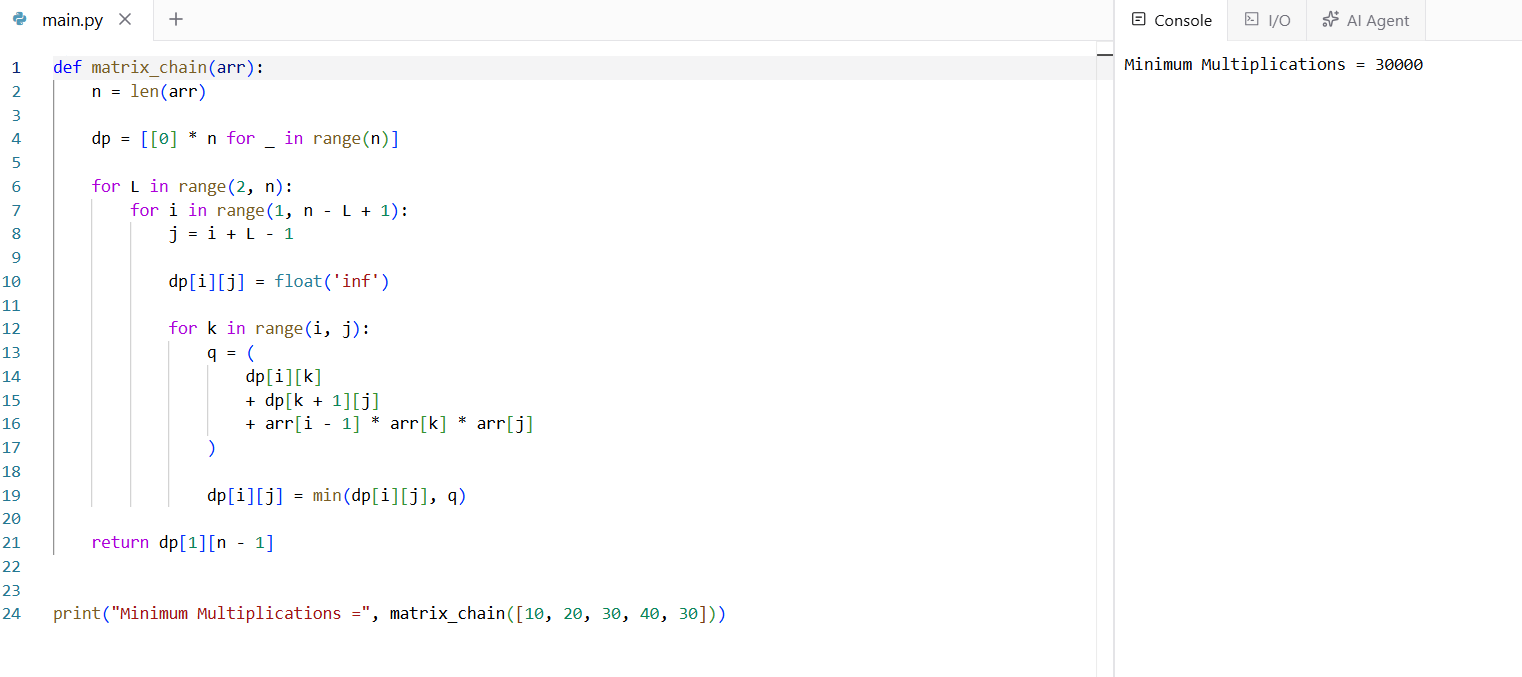 main.py
Console
I/O
AI Agent
1 def matrix_chain(arr):
2     n = len(arr)
3
4     dp = [[0] * n for _ in range(n)]
5
6     for L in range(2, n):
7         for i in range(1, n - L + 1):
8             j = i + L - 1
9
10             dp[i][j] = float('inf')
11
12             for k in range(i, j):
13                 q = (
14                     dp[i][k]
15                     + dp[k + 1][j]
16                     + arr[i - 1] * arr[k] * arr[j]
17                 )
18
19                 dp[i][j] = min(dp[i][j], q)
20
21     return dp[1][n - 1]
22
23
24 print("Minimum Multiplications =", matrix_chain([10, 20, 30, 40, 30]))
Minimum Multiplications = 30000